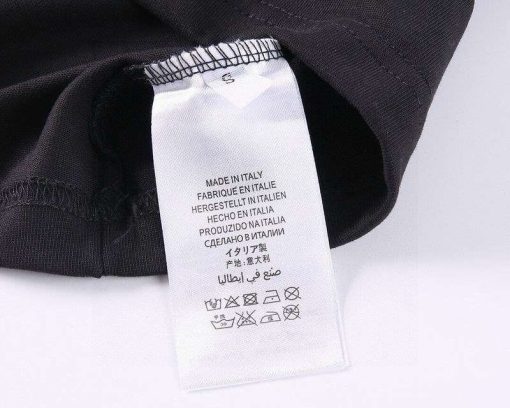 S
MADE IN ITALY
FABRIQUE EN ITALIE
HERGESTELLT IN ITALIEN
HECHO EN ITALIA
PRODUZIDO NA ITALIA
СДЕЛАНО В ИТАЛИИ
イタリア製
产地:意大利
صنع في إيطاليا